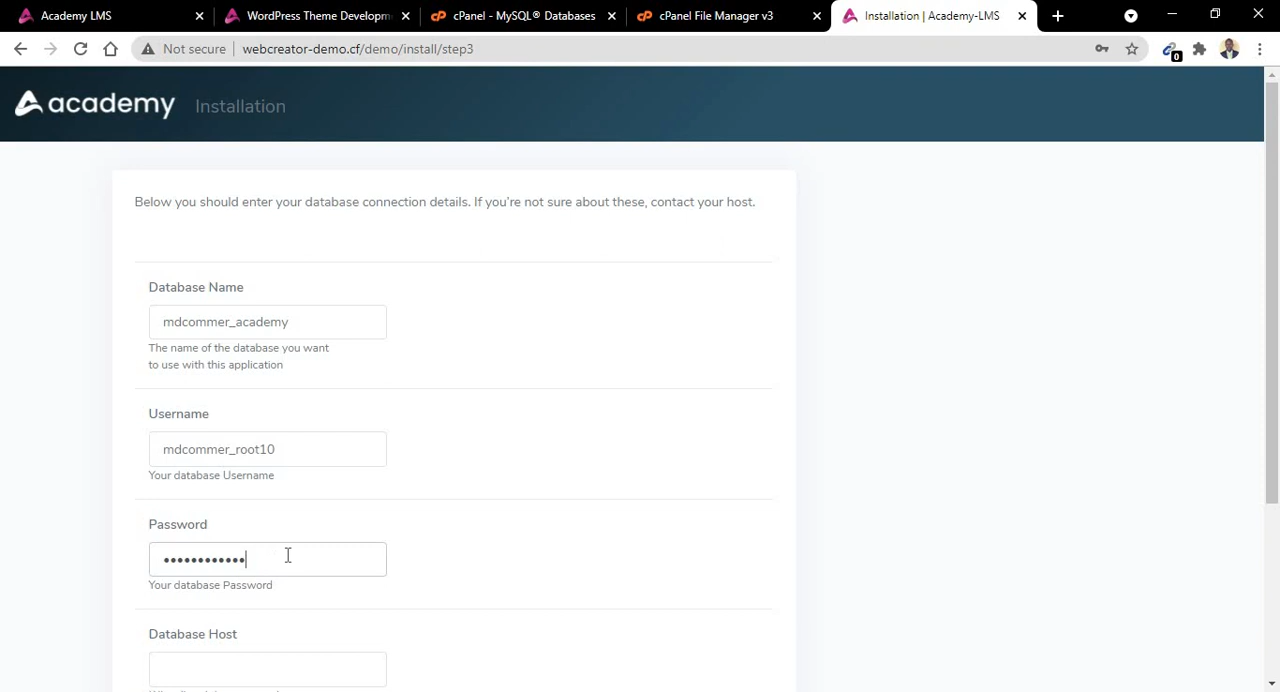 Academy LMS
WordPress Theme Developm
cPanel - MySQL® Databases
cPanel File Manager v3
Installation | Academy-LMS
Not secure
webcreator-demo.cf/demo/install/step3
0
academy
Installation
Below you should enter your database connection details. If you're not sure about these, contact your host.
Database Name
mdcommer_academy
The name of the database you want
to use with this application
Username
mdcommer_root10
Your database Username
Password
••••••••••••
Your database Password
Database Host